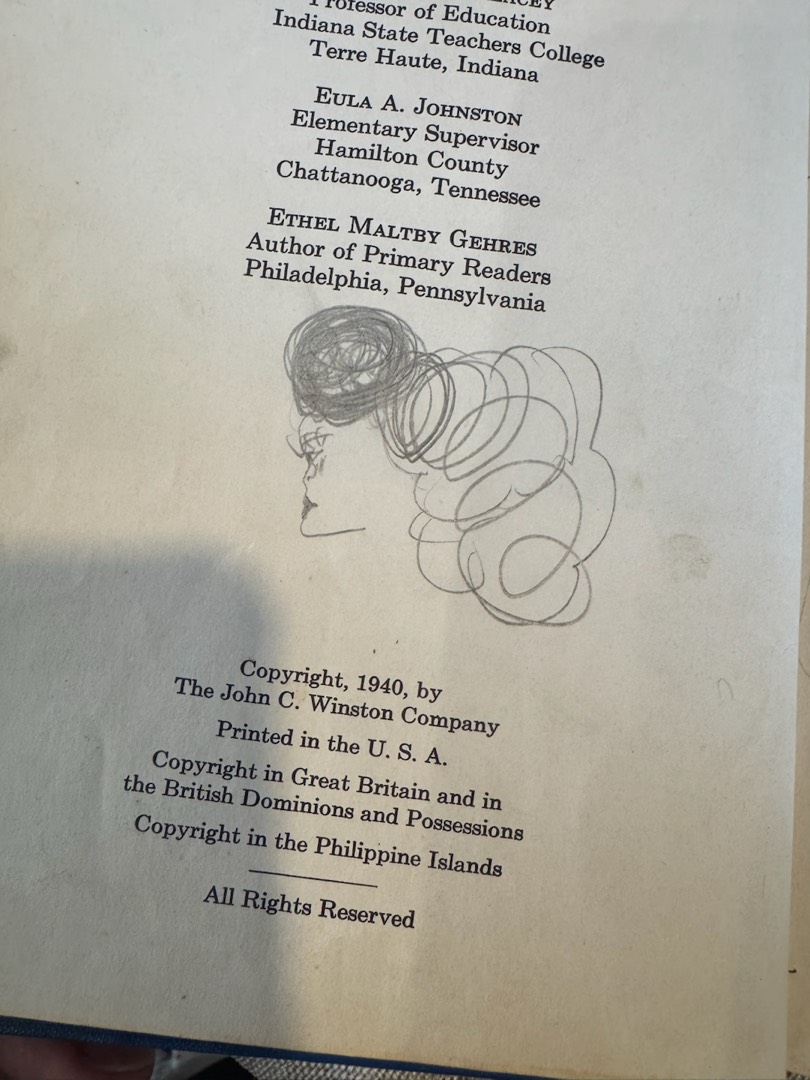 Professor of Education
Indiana State Teachers College
Terre Haute, Indiana
EULA A. JOHNSTON
Elementary Supervisor
Hamilton County
Chattanooga, Tennessee
ETHEL MALTBY GEHRES
Author of Primary Readers
Philadelphia, Pennsylvania
Copyright, 1940, by
The John C. Winston Company
Printed in the U. S. A.
Copyright in Great Britain and in
the British Dominions and Possessions
Copyright in the Philippine Islands
All Rights Reserved